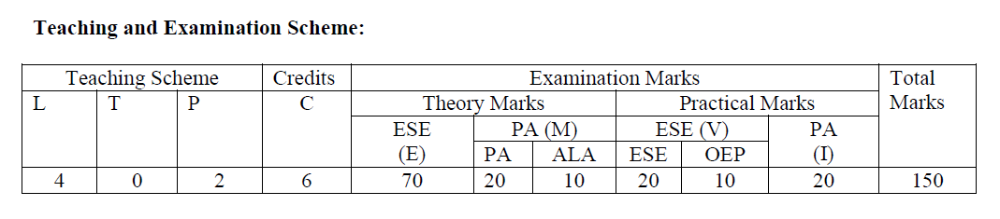 Teaching and Examination Scheme:
Teaching Scheme Credits Examination Marks Total Marks
L T P C Theory Marks Practical Marks
ESE (E) PA (M) ESE (V) PA (I)
PA ALA ESE OEP
4 0 2 6 70 20 10 20 10 20 150